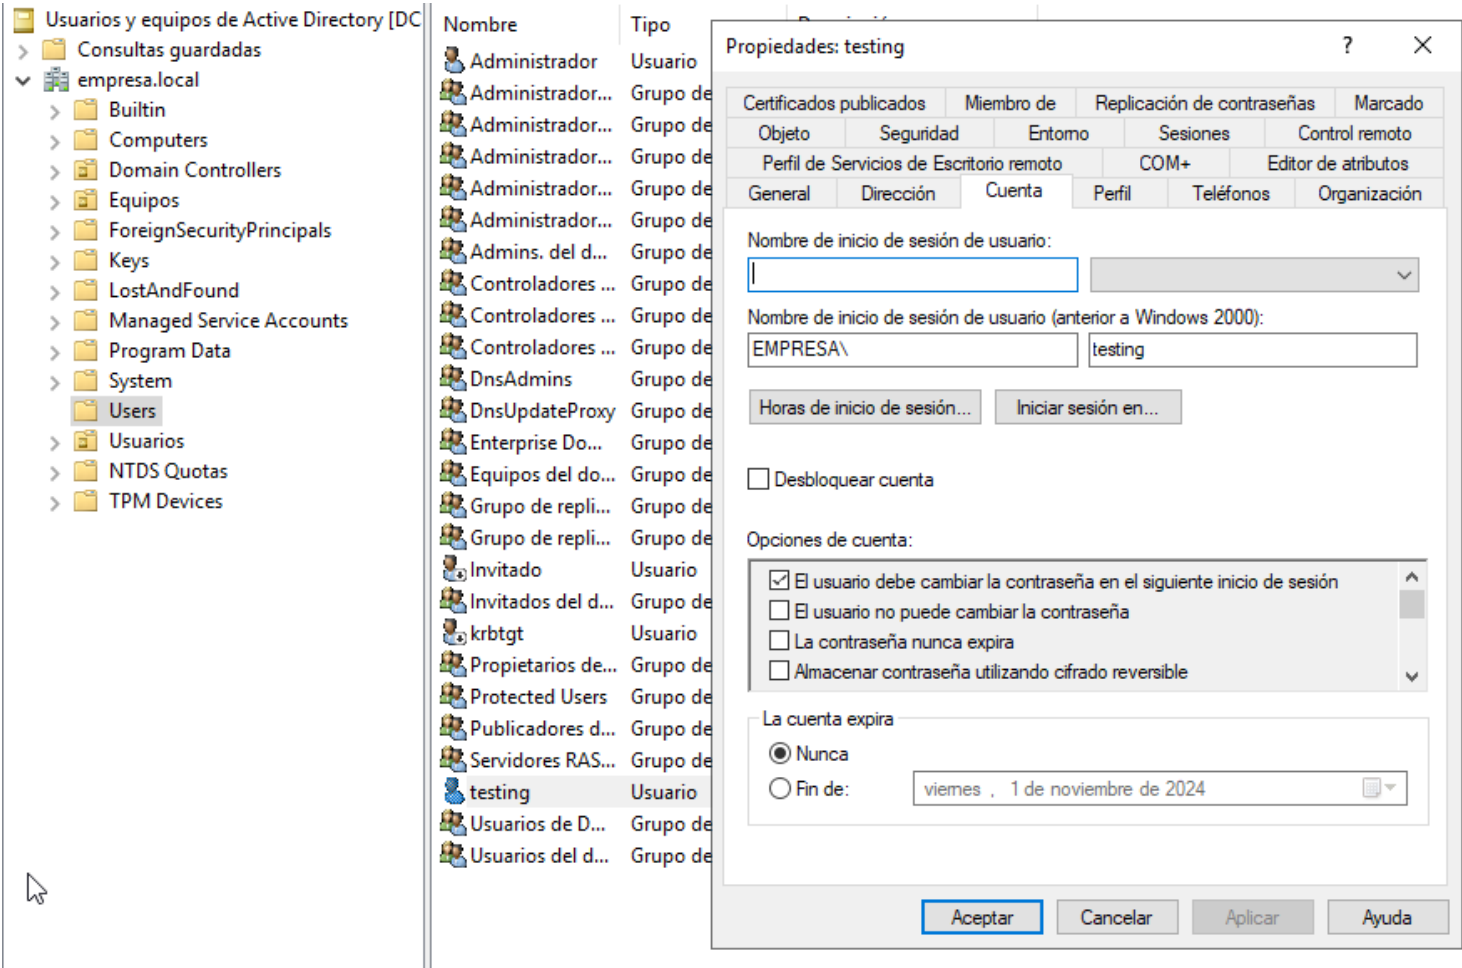 Usuarios y equipos de Active Directory [DC
Consultas guardadas
empresa.local
Builtin
Computers
Domain Controllers
Equipos
ForeignSecurityPrincipals
Keys
LostAndFound
Managed Service Accounts
Program Data
System
Users
Usuarios
NTDS Quotas
TPM Devices
Nombre Tipo
Administrador Usuario
Administrador... Grupo de
Administrador... Grupo de
Administrador... Grupo de
Administrador... Grupo de
Administrador... Grupo de
Admins. del d... Grupo de
Controladores ... Grupo de
Controladores ... Grupo de
Controladores ... Grupo de
DnsAdmins Grupo de
DnsUpdateProxy Grupo de
Enterprise Do... Grupo de
Equipos del do... Grupo de
Grupo de repli... Grupo de
Grupo de repli... Grupo de
Invitado Usuario
Invitados del d... Grupo de
krbtgt Usuario
Propietarios de... Grupo de
Protected Users Grupo de
Publicadores d... Grupo de
Servidores RAS... Grupo de
testing Usuario
Usuarios de D... Grupo de
Usuarios del d... Grupo de
Propiedades: testing ?
Certificados publicados Miembro de Replicación de contraseñas Marcado
Objeto Seguridad Entorno Sesiones Control remoto
Perfil de Servicios de Escritorio remoto COM+ Editor de atributos
General Dirección Cuenta Perfil Teléfonos Organización
Nombre de inicio de sesión de usuario:
Nombre de inicio de sesión de usuario (anterior a Windows 2000):
EMPRESA\ testing
Horas de inicio de sesión... Iniciar sesión en...
Desbloquear cuenta
Opciones de cuenta:
El usuario debe cambiar la contraseña en el siguiente inicio de sesión
El usuario no puede cambiar la contraseña
La contraseña nunca expira
Almacenar contraseña utilizando cifrado reversible
La cuenta expira
Nunca
Fin de: viernes , 1 de noviembre de 2024
Aceptar Cancelar Aplicar Ayuda